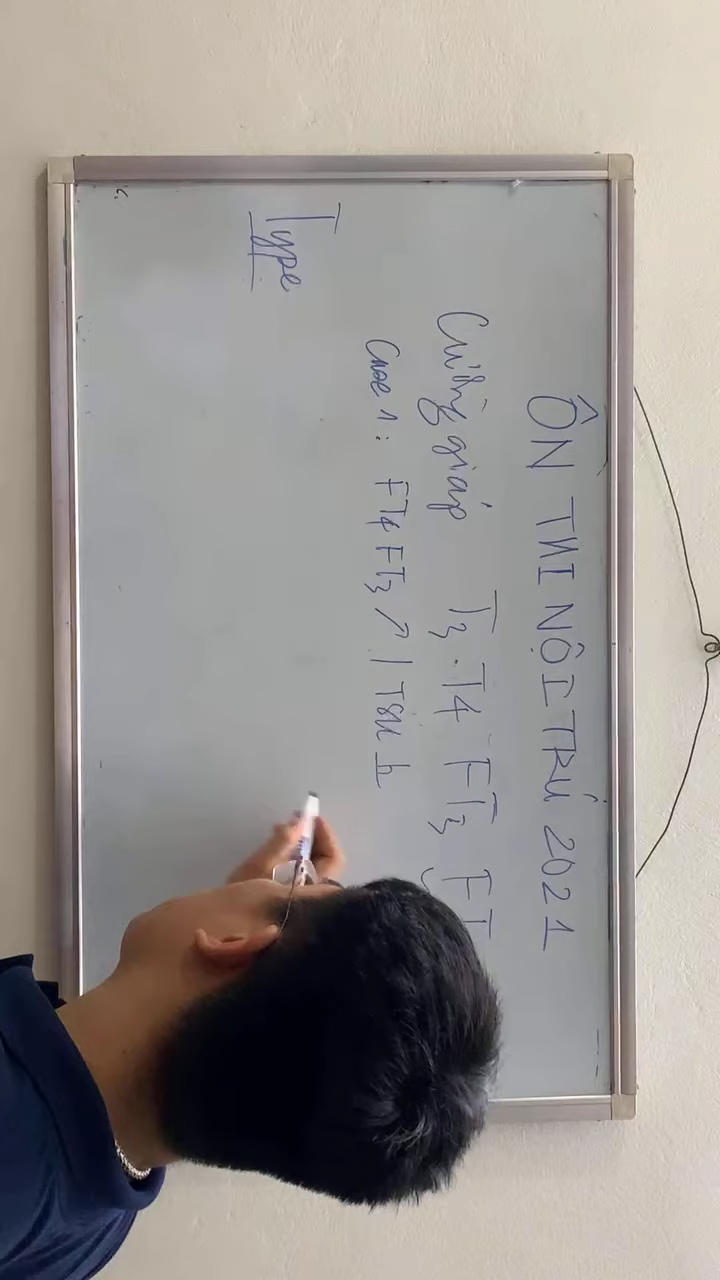 ÔN THI NỘI TRÚ 2021
Cường giáp T3 T4 FT3 FT
Case 1: FT4 FT3 ↗ / TSH b
Type